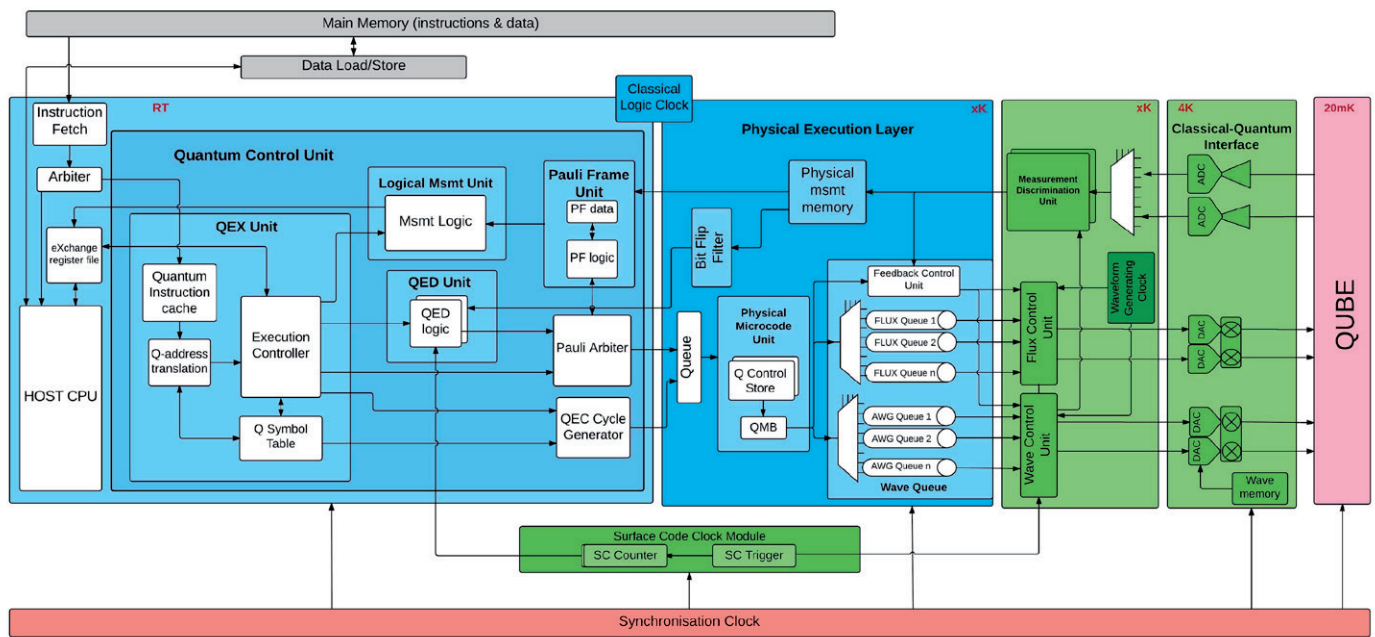 Main Memory (instructions & data)
Data Load/Store
Classical
Logic Clock
RT
Instruction
Fetch
Arbiter
eXchange
register file
HOST CPU
Quantum Control Unit
QEX Unit
Quantum
Instruction
cache
Q-address
translation
Execution
Controller
Q Symbol
Table
Logical Msmt Unit
Msmt Logic
QED Unit
QED
logic
Pauli Frame
Unit
PF data
PF logic
Pauli Arbiter
QEC Cycle
Generator
xK
Physical Execution Layer
Physical
msmt
memory
Bit Flip
Filter
Queue
Physical
Microcode
Unit
Q Control
Store
QMB
Feedback Control
Unit
FLUX Queue 1
FLUX Queue 2
FLUX Queue n
AWG Queue 1
AWG Queue 2
AWG Queue n
Wave Queue
xK
Measurement
Discrimination
Unit
Waveform
Generating
Clock
Flux Control
Unit
Wave Control
Unit
4K
Classical-Quantum
Interface
ADC
ADC
DAC
DAC
DAC
DAC
Wave
memory
20mK
QUBE
Surface Code Clock Module
SC Counter
SC Trigger
Synchronisation Clock